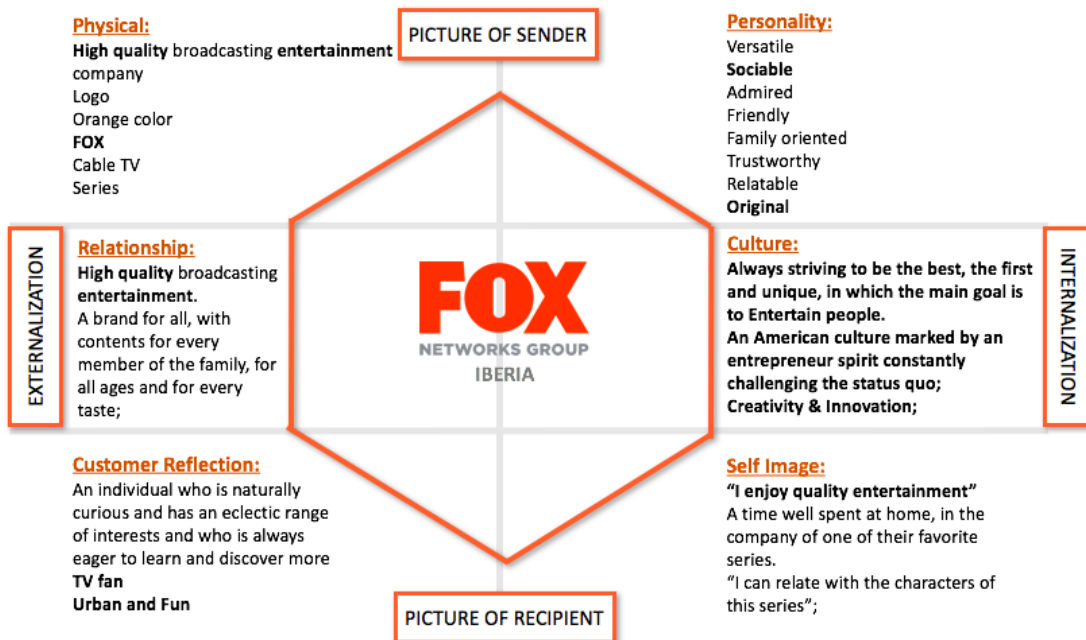 PICTURE OF SENDER
Physical:
High quality broadcasting entertainment
company
Logo
Orange color
FOX
Cable TV
Series
Personality:
Versatile
Sociable
Admired
Friendly
Family oriented
Trustworthy
Relatable
Original
EXTERNALIZATION
Relationship:
High quality broadcasting
entertainment.
A brand for all, with
contents for every
member of the family, for
all ages and for every
taste;
FOX
NETWORKS GROUP
IBERIA
Culture:
Always striving to be the best, the first
and unique, in which the main goal is
to Entertain people.
An American culture marked by an
entrepreneur spirit constantly
challenging the status quo;
Creativity & Innovation;
INTERNALIZATION
Customer Reflection:
An individual who is naturally
curious and has an eclectic range
of interests and who is always
eager to learn and discover more
TV fan
Urban and Fun
Self Image:
“I enjoy quality entertainment”
A time well spent at home, in the
company of one of their favorite
series.
“I can relate with the characters of
this series”;
PICTURE OF RECIPIENT